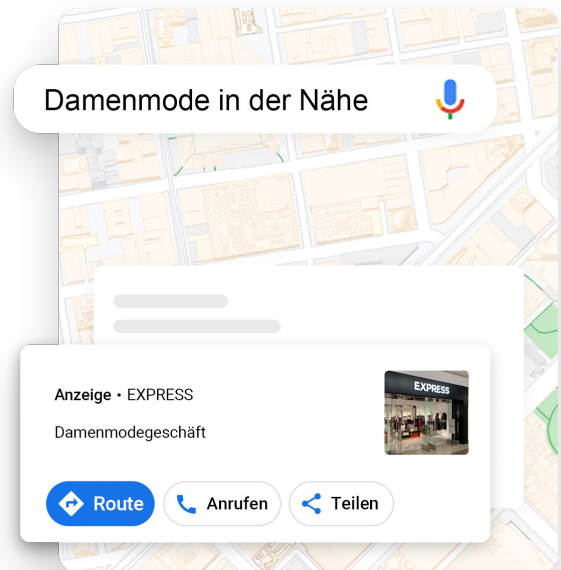 Damenmode in der Nähe
Anzeige • EXPRESS
EXPRESS
Damenmodegeschäft
Route
Anrufen
Teilen